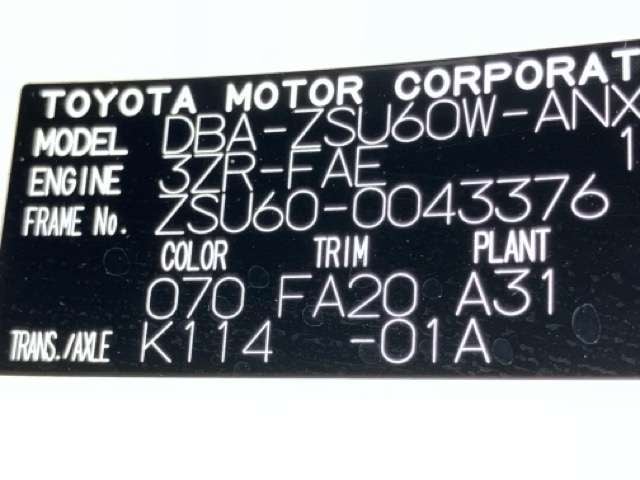 TOYOTA MOTOR CORPORAT
MODEL DBA-ZSU60W-ANX
1
ENGINE 3ZR-FAE
FRAME No. ZSU60-0043376
COLOR TRIM PLANT
070 FA20 A31
TRANS./AXLE K114 -01A